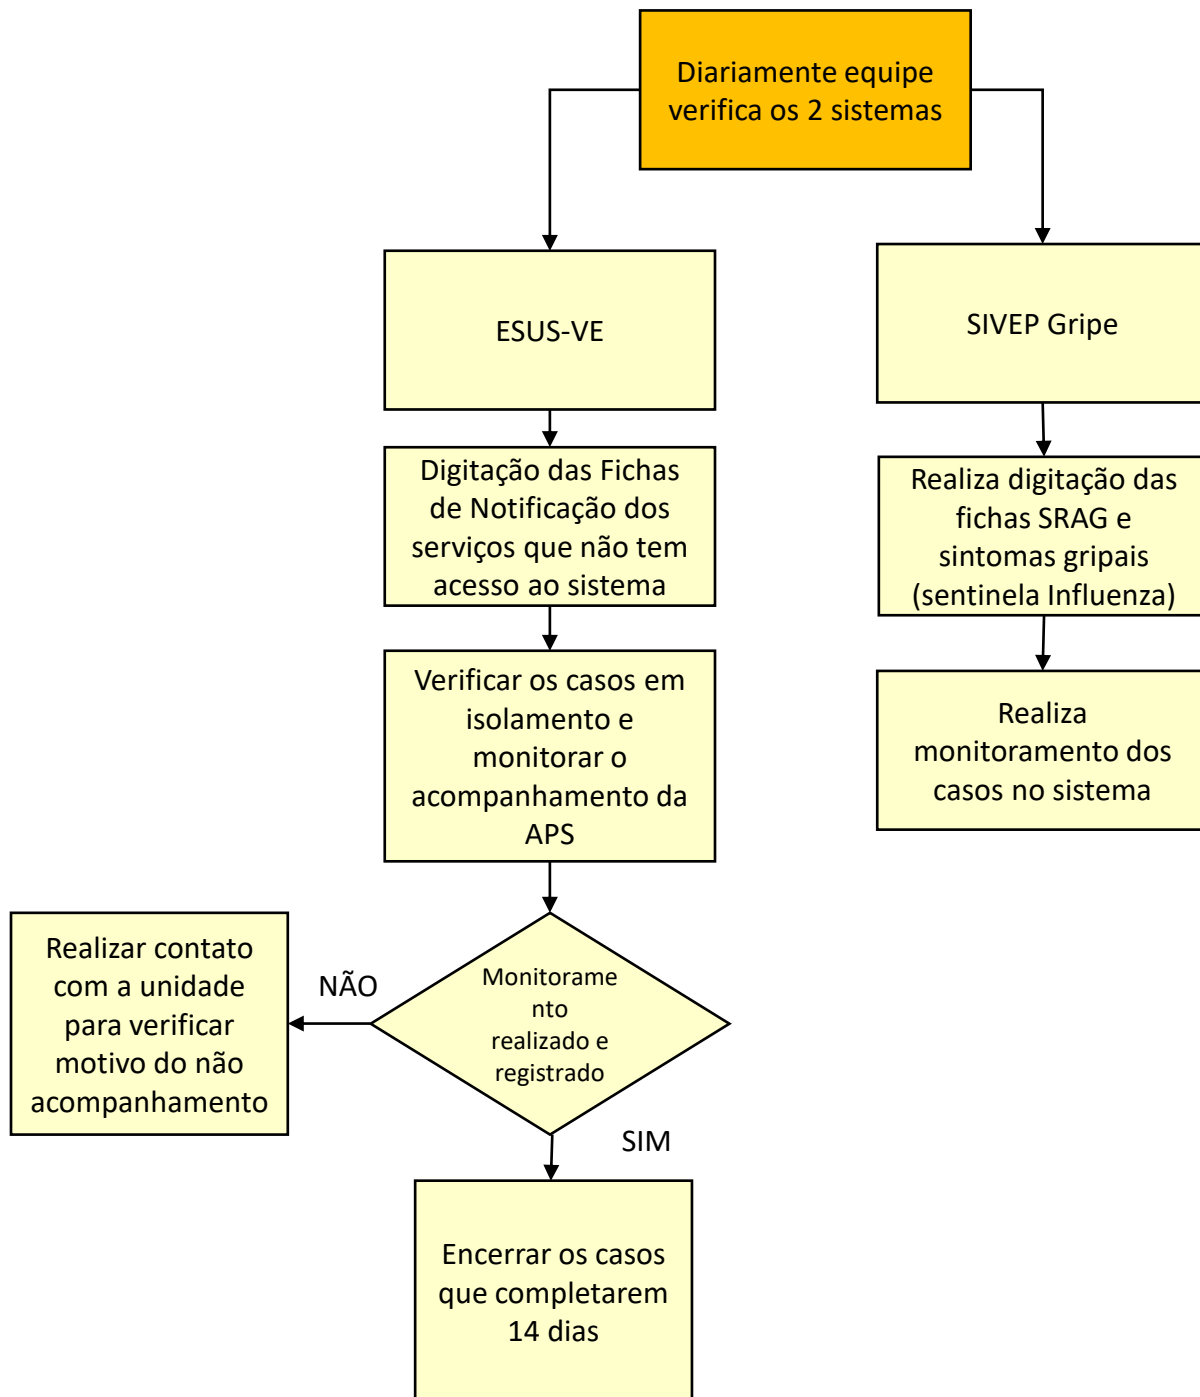 Diariamente equipe
verifica os 2 sistemas
ESUS-VE
SIVEP Gripe
Digitação das Fichas
de Notificação dos
serviços que não tem
acesso ao sistema
Realiza digitação das
fichas SRAG e
sintomas gripais
(sentinela Influenza)
Verificar os casos em
isolamento e
monitorar o
acompanhamento da
APS
Realiza
monitoramento dos
casos no sistema
Realizar contato
com a unidade
para verificar
motivo do não
acompanhamento
NÃO
Monitorame
nto
realizado e
registrado
SIM
Encerrar os casos
que completarem
14 dias